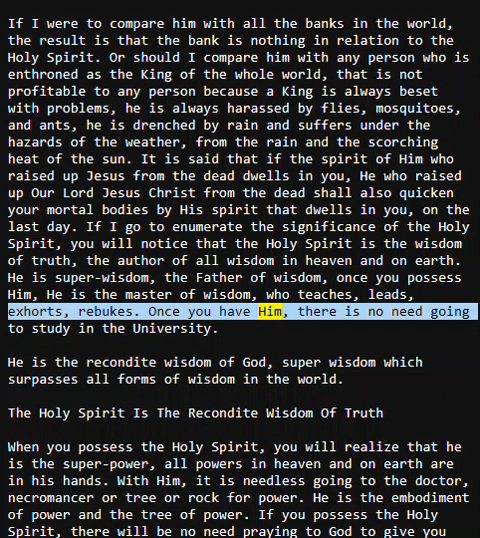 If I were to compare him with all the banks in the world,
the result is that the bank is nothing in relation to the
Holy Spirit. Or should I compare him with any person who is
enthroned as the King of the whole world, that is not
profitable to any person because a King is always beset
with problems, he is always harassed by flies, mosquitoes,
and ants, he is drenched by rain and suffers under the
hazards of the weather, from the rain and the scorching
heat of the sun. It is said that if the spirit of Him who
raised up Jesus from the dead dwells in you, He who raised
up Our Lord Jesus Christ from the dead shall also quicken
your mortal bodies by His spirit that dwells in you, on the
last day. If I go to enumerate the significance of the Holy
Spirit, you will notice that the Holy Spirit is the wisdom
of truth, the author of all wisdom in heaven and on earth.
He is super-wisdom, the Father of wisdom, once you possess
Him, He is the master of wisdom, who teaches, leads,
exhorts, rebukes. Once you have Him, there is no need going
to study in the University.
He is the recondite wisdom of God, super wisdom which
surpasses all forms of wisdom in the world.
The Holy Spirit Is The Recondite Wisdom Of Truth
When you possess the Holy Spirit, you will realize that he
is the super-power, all powers in heaven and on earth are
in his hands. With Him, it is needless going to the doctor,
necromancer or tree or rock for power. He is the embodiment
of power and the tree of power. If you possess the Holy
Spirit, there will be no need praying to God to give you